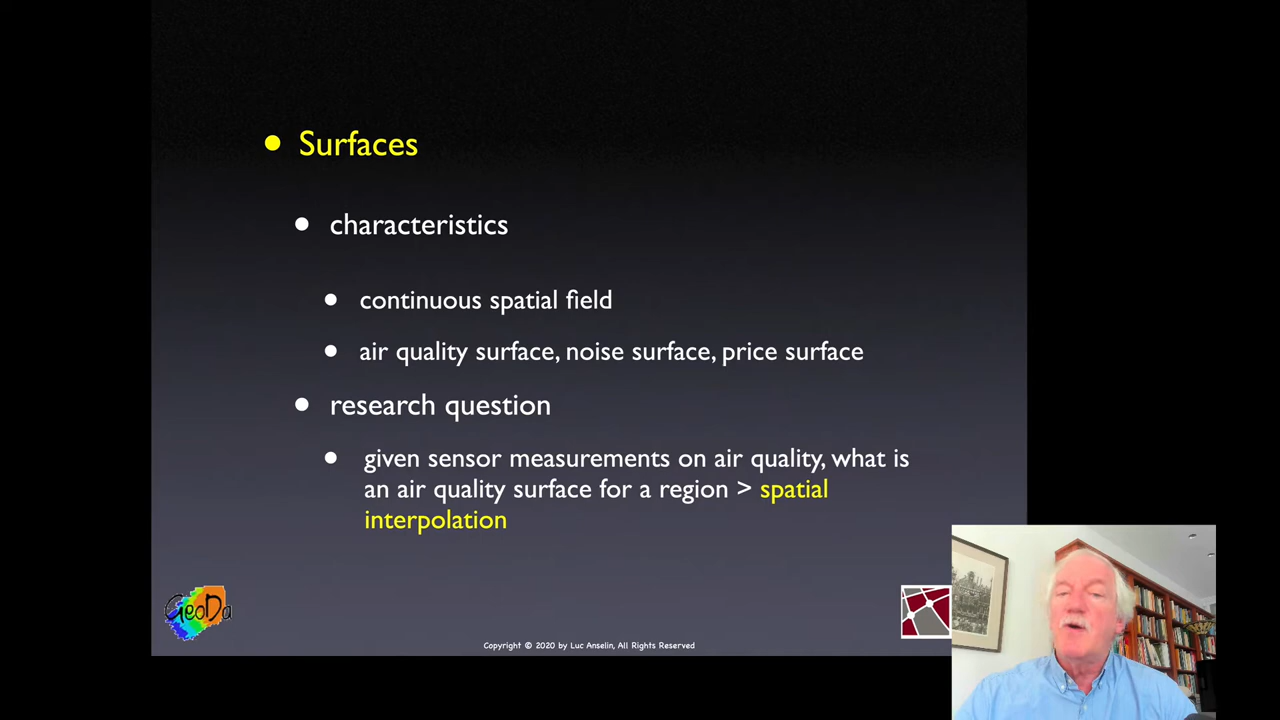 Surfaces
characteristics
continuous spatial field
air quality surface, noise surface, price surface
research question
given sensor measurements on air quality, what is
an air quality surface for a region > spatial
interpolation
GeoDa
Copyright © 2020 by Luc Anselin, All Rights Reserved